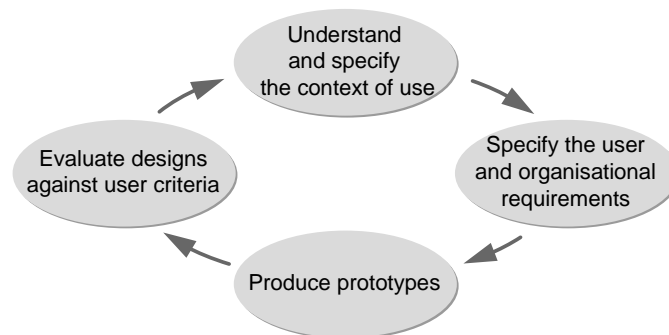 Understand
and specify
the context of use
Specify the user
and organisational
requirements
Produce prototypes
Evaluate designs
against user criteria